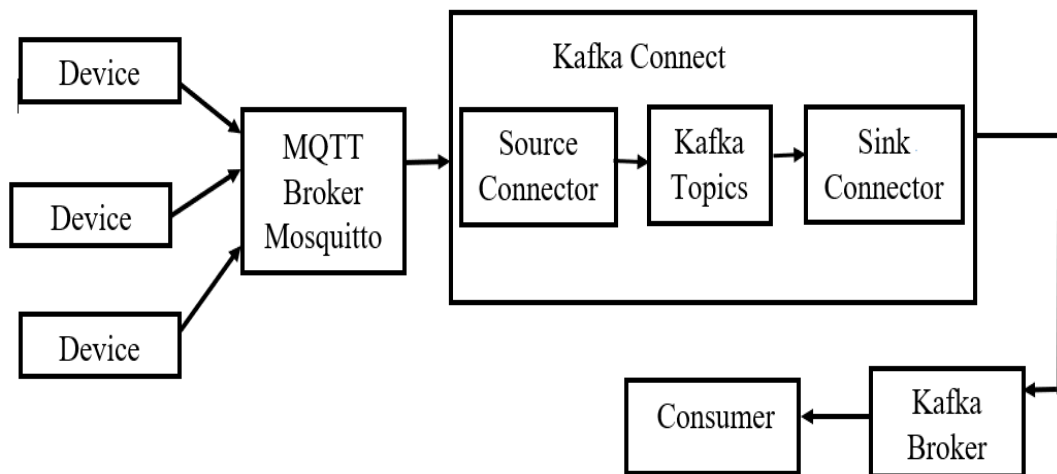 Device
Device
Device
MQTT
Broker
Mosquitto
Kafka Connect
Source
Connector
Kafka
Topics
Sink
Connector
Consumer
Kafka
Broker